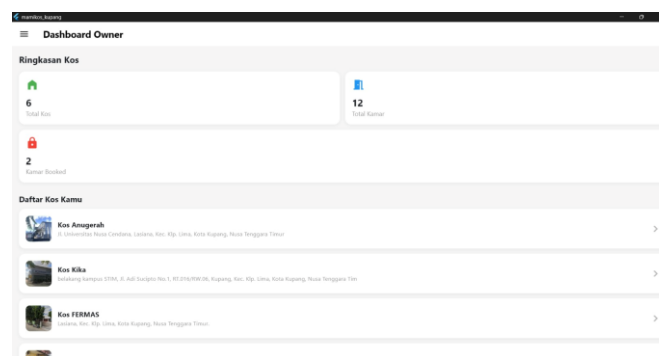 mamikos_kupang
Dashboard Owner
Ringkasan Kos
6
Total Kos
12
Total Kamar
2
Kamar Booked
Daftar Kos Kamu
Kos Anugerah
Jl. Universitas Nusa Cendana, Lasiana, Kec. Klp. Lima, Kota Kupang, Nusa Tenggara Timur
Kos Kika
belakang kampus STIM, Jl. Adi Sucipto No.1, RT.016/RW.06, Kupang, Kec. Klp. Lima, Kota Kupang, Nusa Tenggara Tim
Kos FERMAS
Lasiana, Kec. Klp. Lima, Kota Kupang, Nusa Tenggara Timur.